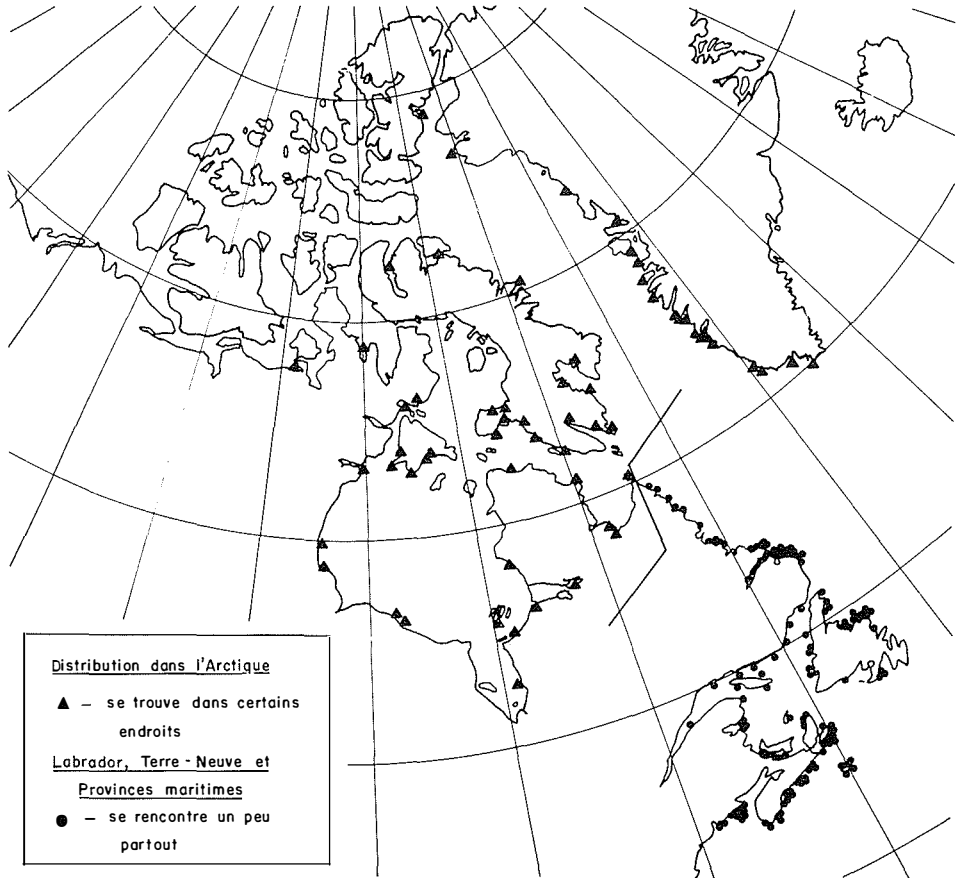 Distribution dans l'Arctique
▲ – se trouve dans certains
endroits
Labrador, Terre-Neuve et
Provinces maritimes
● – se rencontre un peu
partout